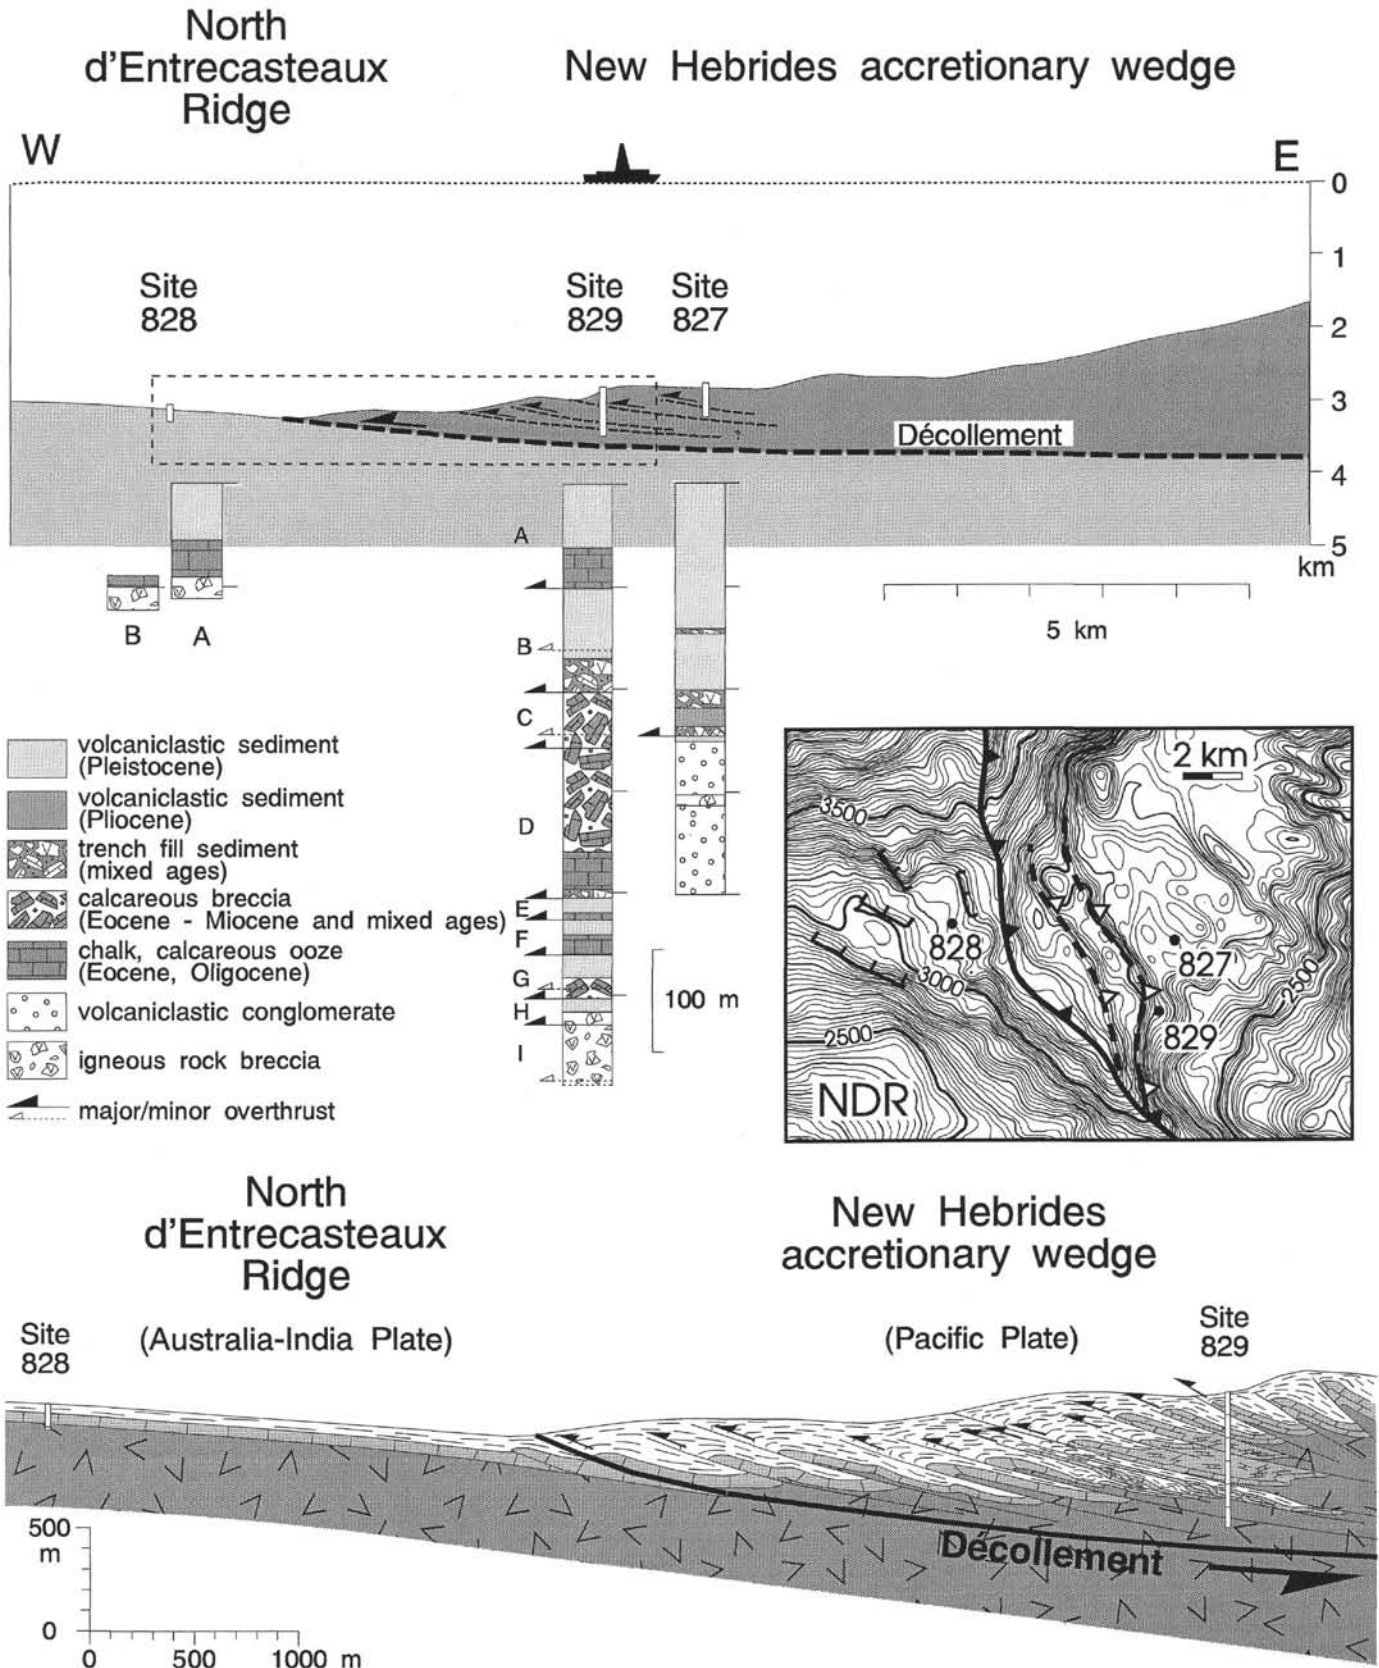 North
d'Entrecasteaux
Ridge
New Hebrides accretionary wedge
W
E
0
1
2
3
4
5
km
Site
828
Site
829
Site
827
Décollement
?
5 km
B
A
A
B
C
D
E
F
G
H
I
100 m
volcaniclastic sediment
(Pleistocene)
volcaniclastic sediment
(Pliocene)
trench fill sediment
(mixed ages)
calcareous breccia
(Eocene - Miocene and mixed ages)
chalk, calcareous ooze
(Eocene, Oligocene)
volcaniclastic conglomerate
igneous rock breccia
major/minor overthrust
2 km
3500
828
827
3000
2500
829
2500
NDR
North
d'Entrecasteaux
Ridge
New Hebrides
accretionary wedge
Site
828
(Australia-India Plate)
(Pacific Plate)
Site
829
Décollement
500
m
0
0
500
1000 m